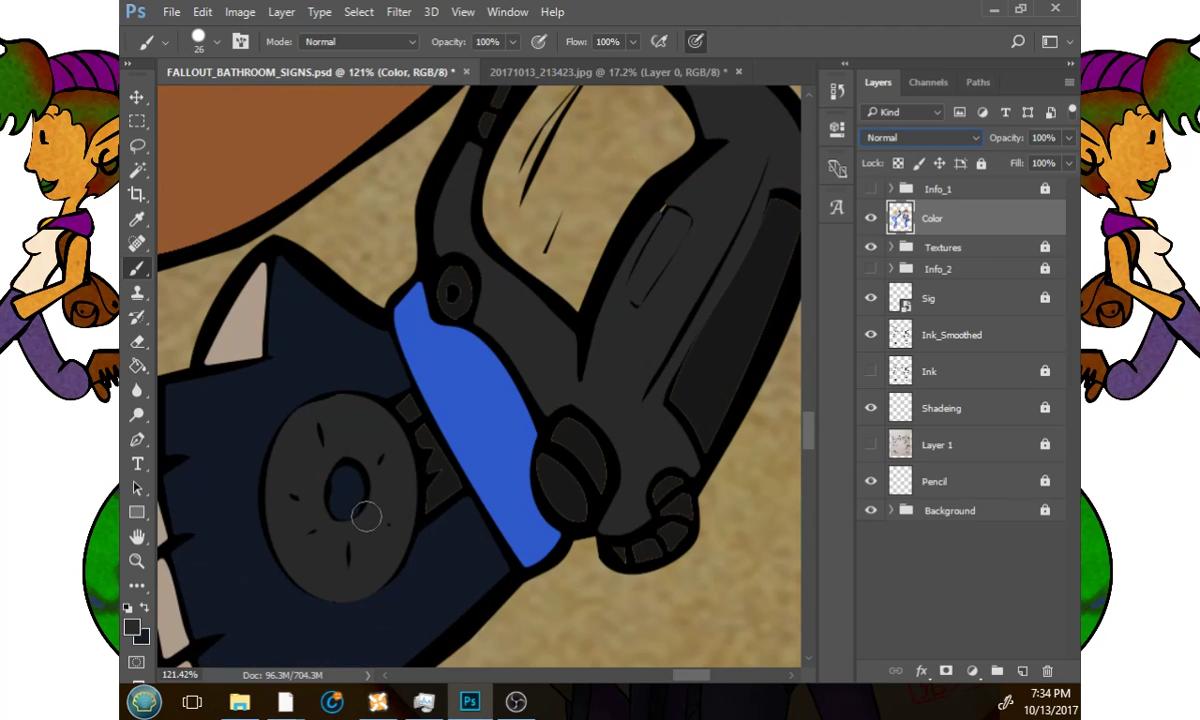 Ps File Edit Image Layer Type Select Filter 3D View Window Help
26 Mode: Normal Opacity: 100% Flow: 100%
FALLOUT_BATHROOM_SIGNS.psd @ 121% (Color, RGB/8) * × 20171013_213423.jpg @ 17.2% (Layer 0, RGB/8) * ×
Layers Channels Paths
Kind
Normal Opacity: 100%
Lock: Fill: 100%
Info_1
Color
Textures
Info_2
Sig
Ink_Smoothed
Ink
Shadeing
Layer 1
Pencil
Background
121.42% Doc: 96.3M/704.3M
fx
Ps
7:34 PM
10/13/2017